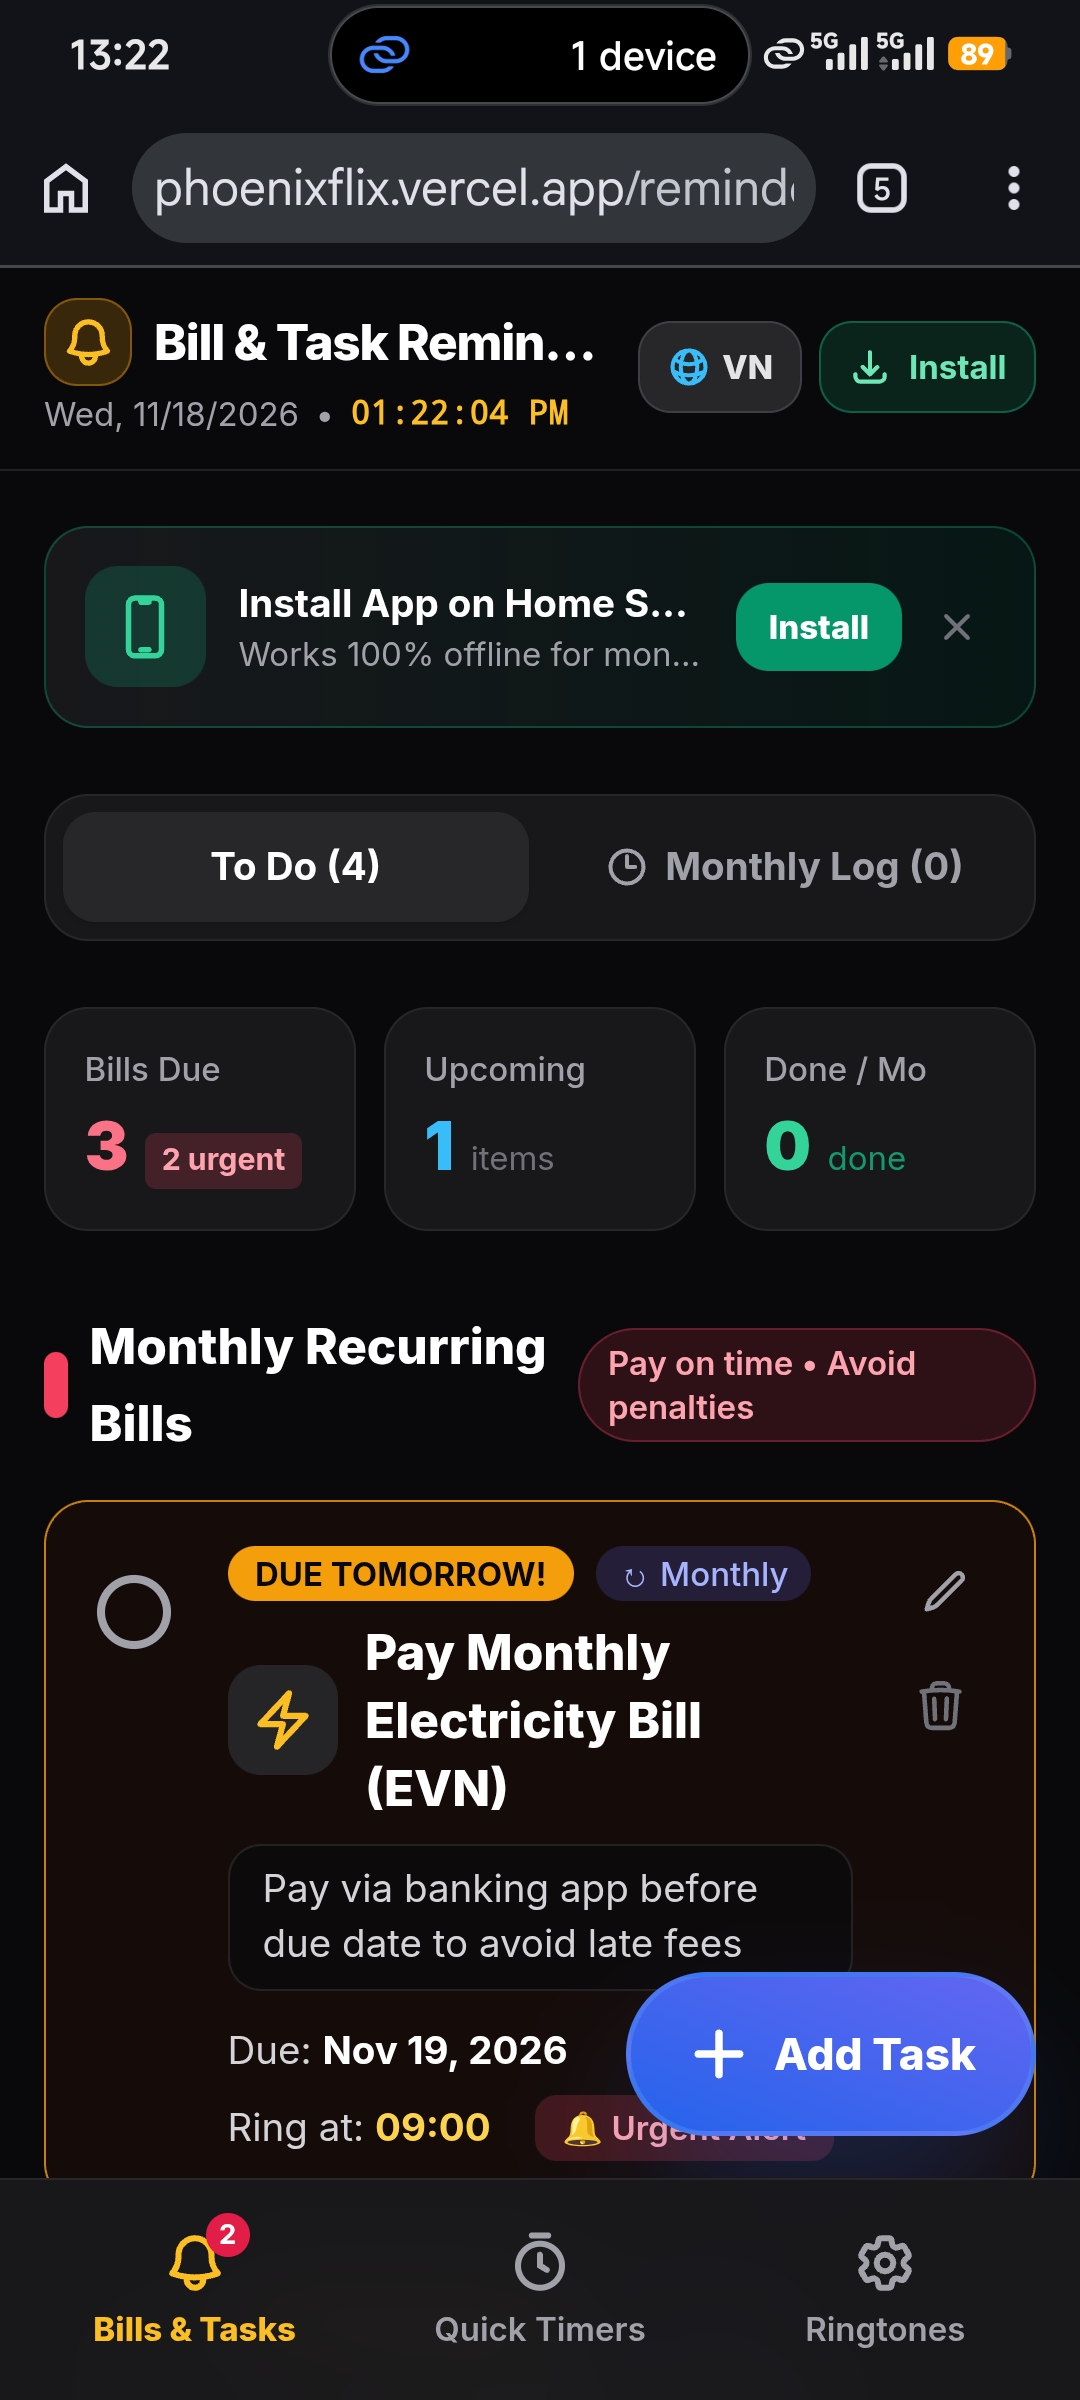 13:22
1 device
5G
5G
89
phoenixflix.vercel.app/remind
5
Bill & Task Remin...
VN
Install
Wed, 11/18/2026 • 01:22:04 PM
Install App on Home S...
Works 100% offline for mon...
Install
To Do (4)
Monthly Log (0)
Bills Due
3 2 urgent
Upcoming
1 items
Done / Mo
0 done
Monthly Recurring
Bills
Pay on time • Avoid
penalties
DUE TOMORROW!
↻ Monthly
Pay Monthly
Electricity Bill
(EVN)
Pay via banking app before
due date to avoid late fees
Due: Nov 19, 2026
Add Task
Ring at: 09:00
🔔 Urgent Alert
2
Bills & Tasks
Quick Timers
Ringtones